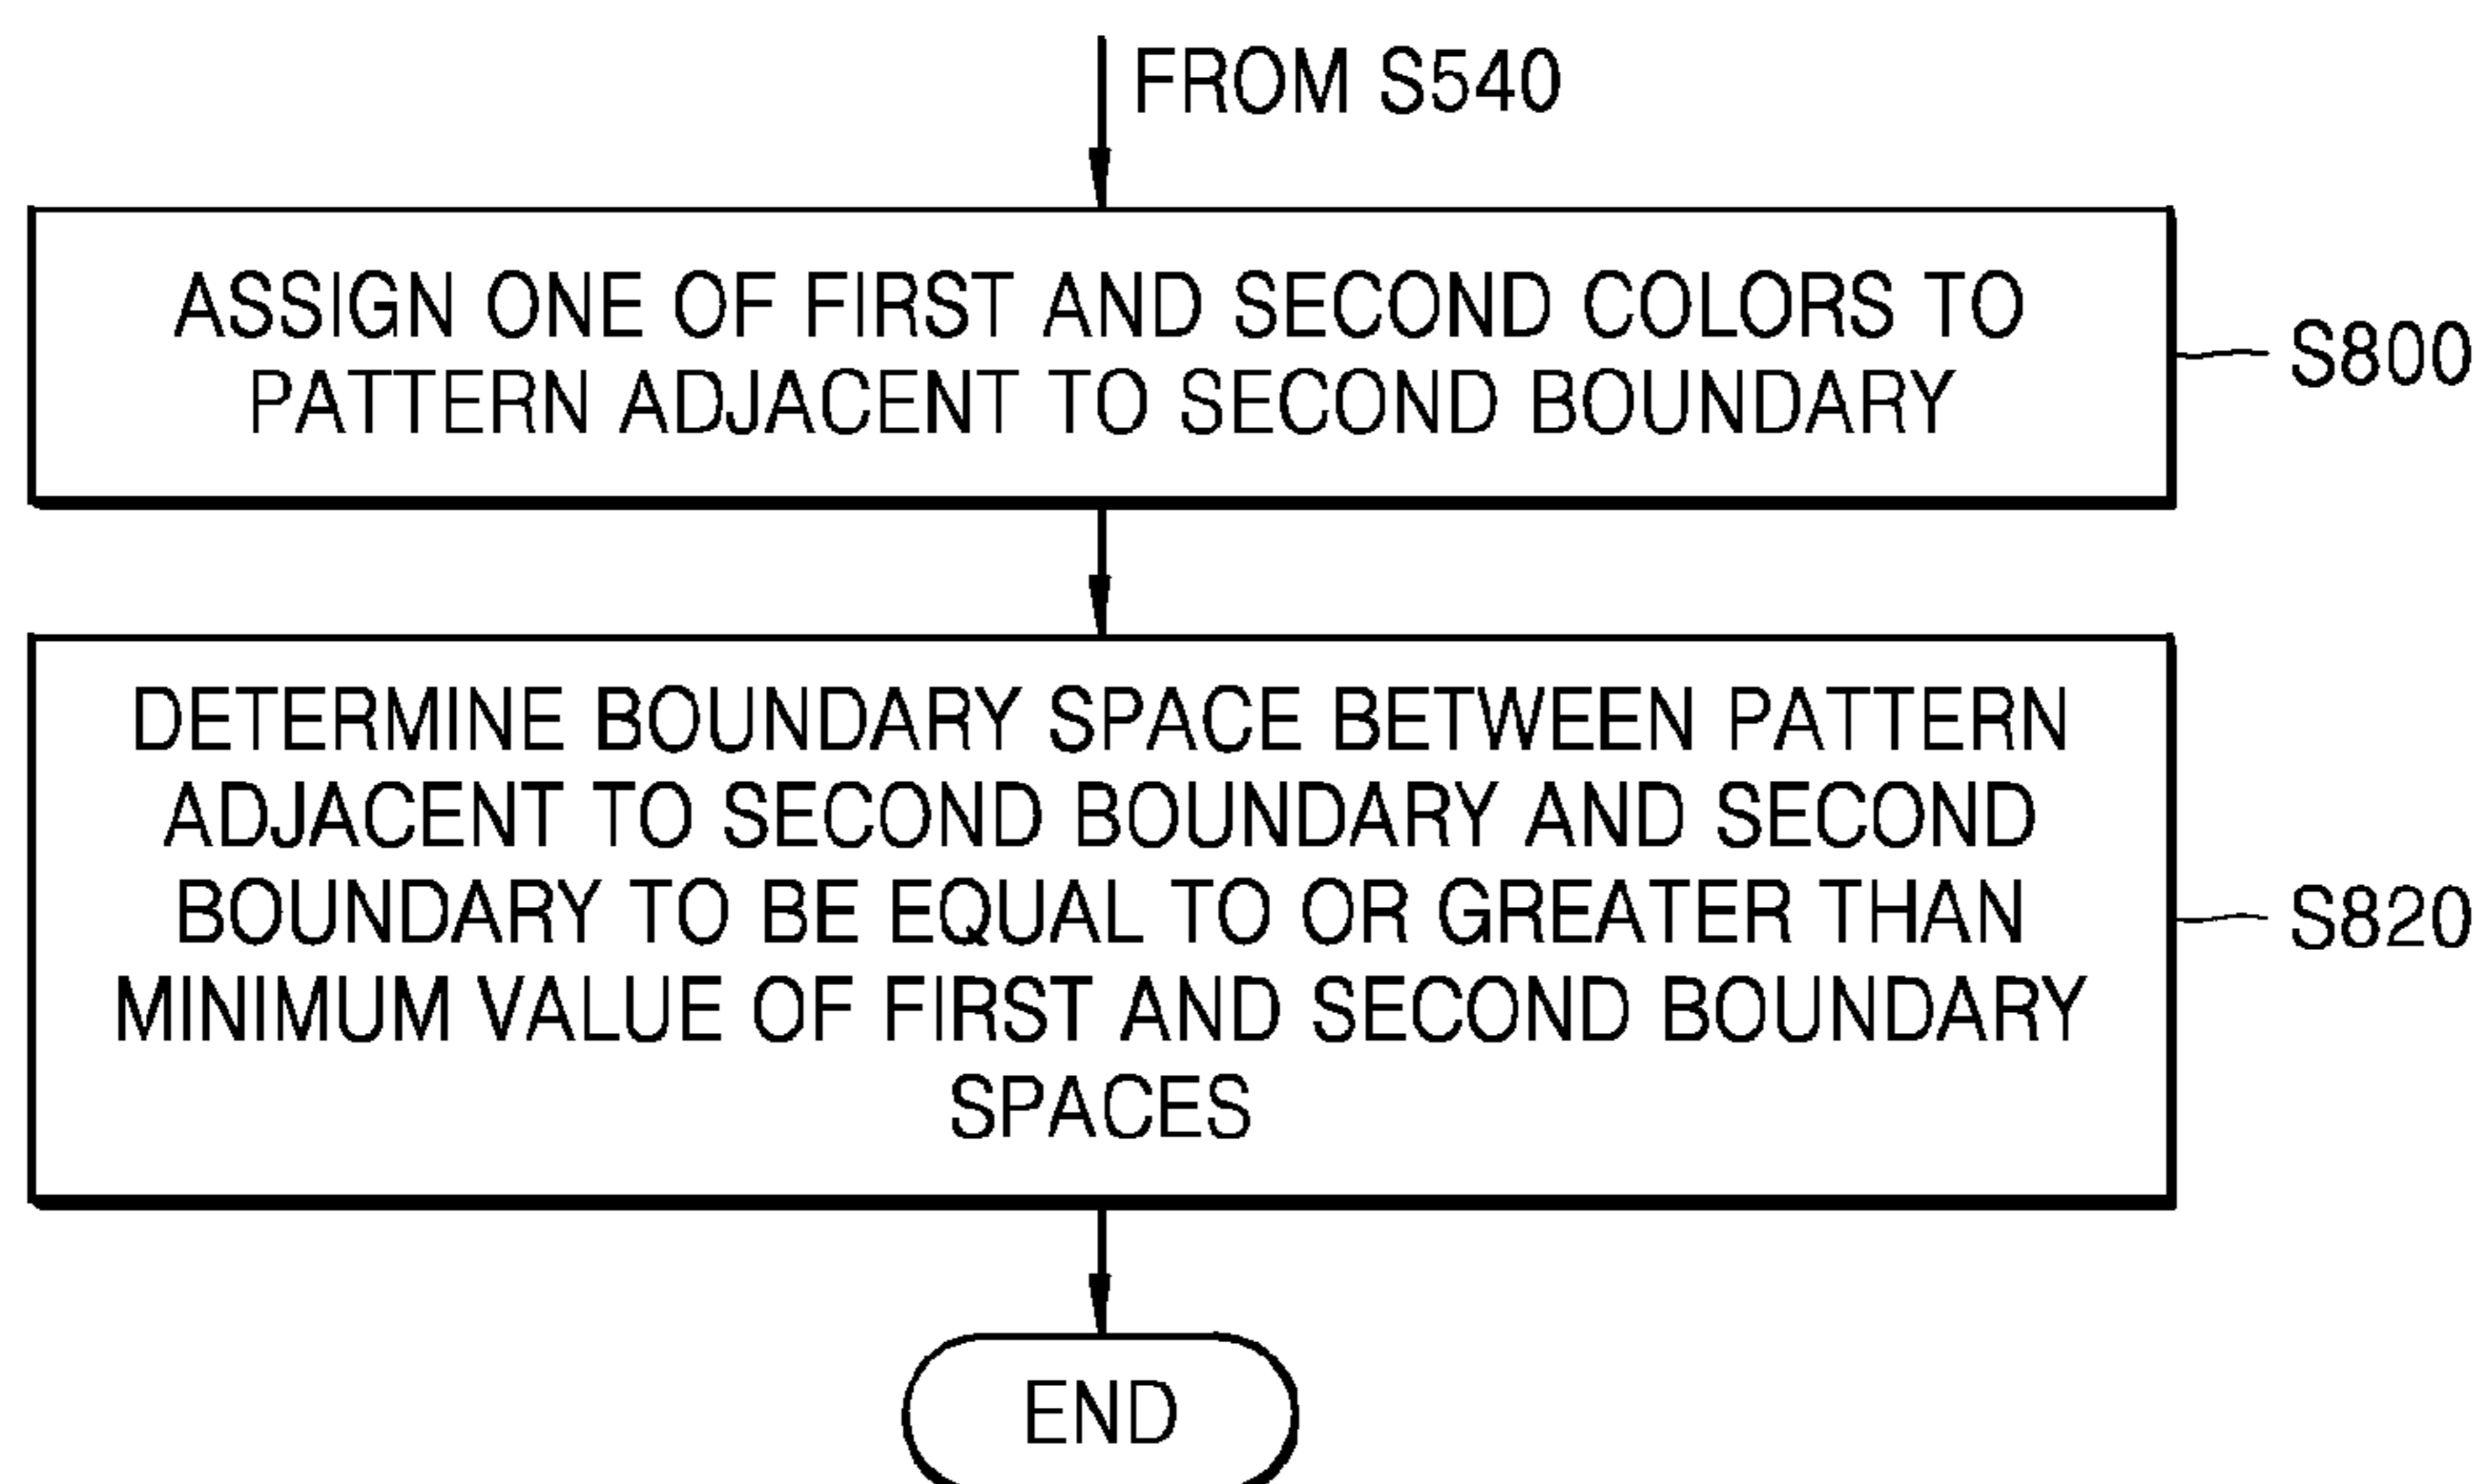 FROM S540
ASSIGN ONE OF FIRST AND SECOND COLORS TO
PATTERN ADJACENT TO SECOND BOUNDARY
S800
DETERMINE BOUNDARY SPACE BETWEEN PATTERN
ADJACENT TO SECOND BOUNDARY AND SECOND
BOUNDARY TO BE EQUAL TO OR GREATER THAN
MINIMUM VALUE OF FIRST AND SECOND BOUNDARY
SPACES
S820
END